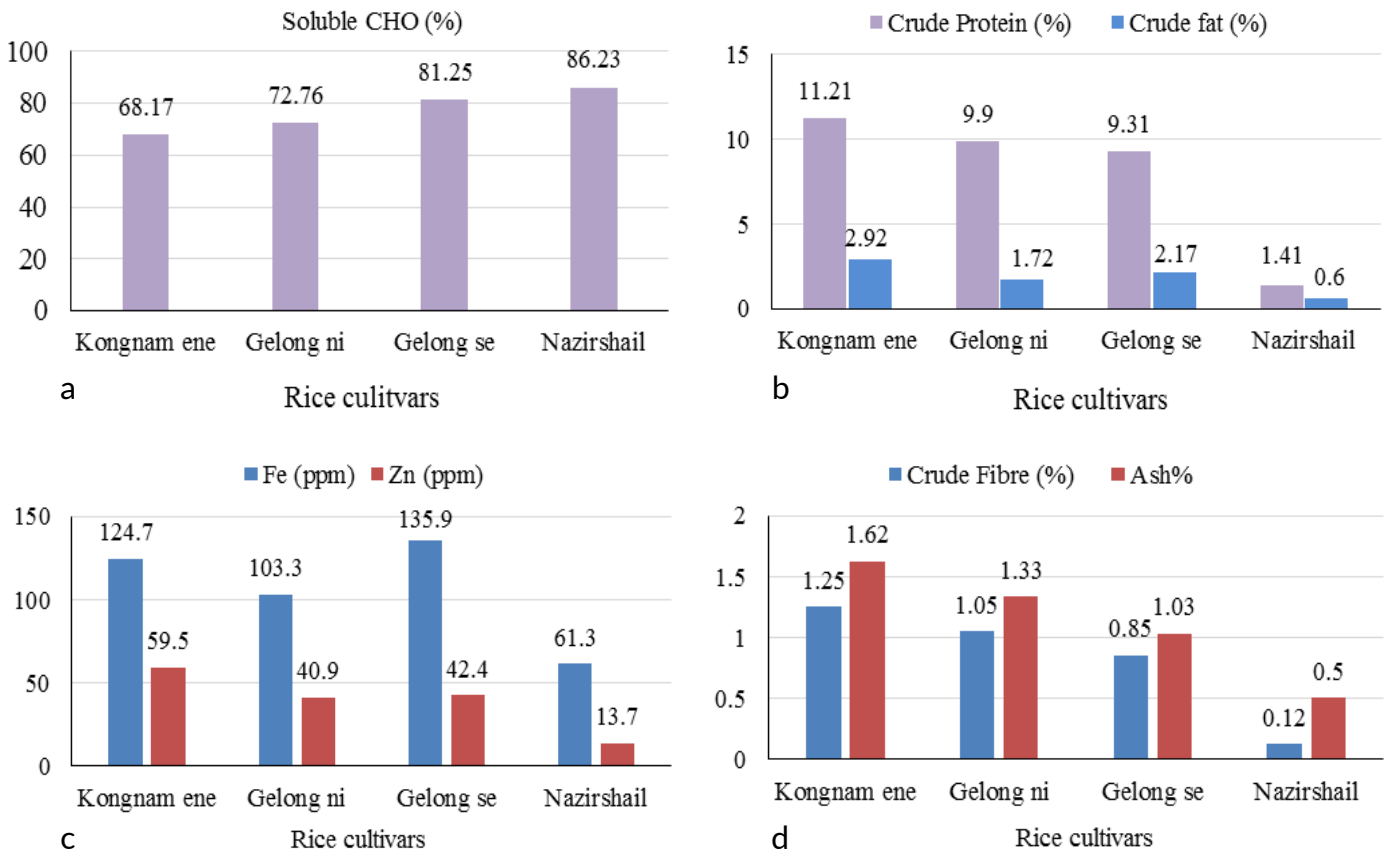 Soluble CHO (%)
100
80
60
40
20
0
68.17
72.76
81.25
86.23
Kongnam ene Gelong ni Gelong se Nazirshail
a
Rice culitvars
Crude Protein (%) Crude fat (%)
15
10
5
0
11.21
2.92
9.9
1.72
9.31
2.17
1.41
0.6
Kongnam ene Gelong ni Gelong se Nazirshail
b
Rice cultivars
Fe (ppm) Zn (ppm)
150
100
50
0
124.7
59.5
103.3
40.9
135.9
42.4
61.3
13.7
Kongnam ene Gelong ni Gelong se Nazirshail
c
Rice cultivars
Crude Fibre (%) Ash%
2
1.5
1
0.5
0
1.25
1.62
1.05
1.33
0.85
1.03
0.12
0.5
Kongnam ene Gelong ni Gelong se Nazirshail
d
Rice cultivars